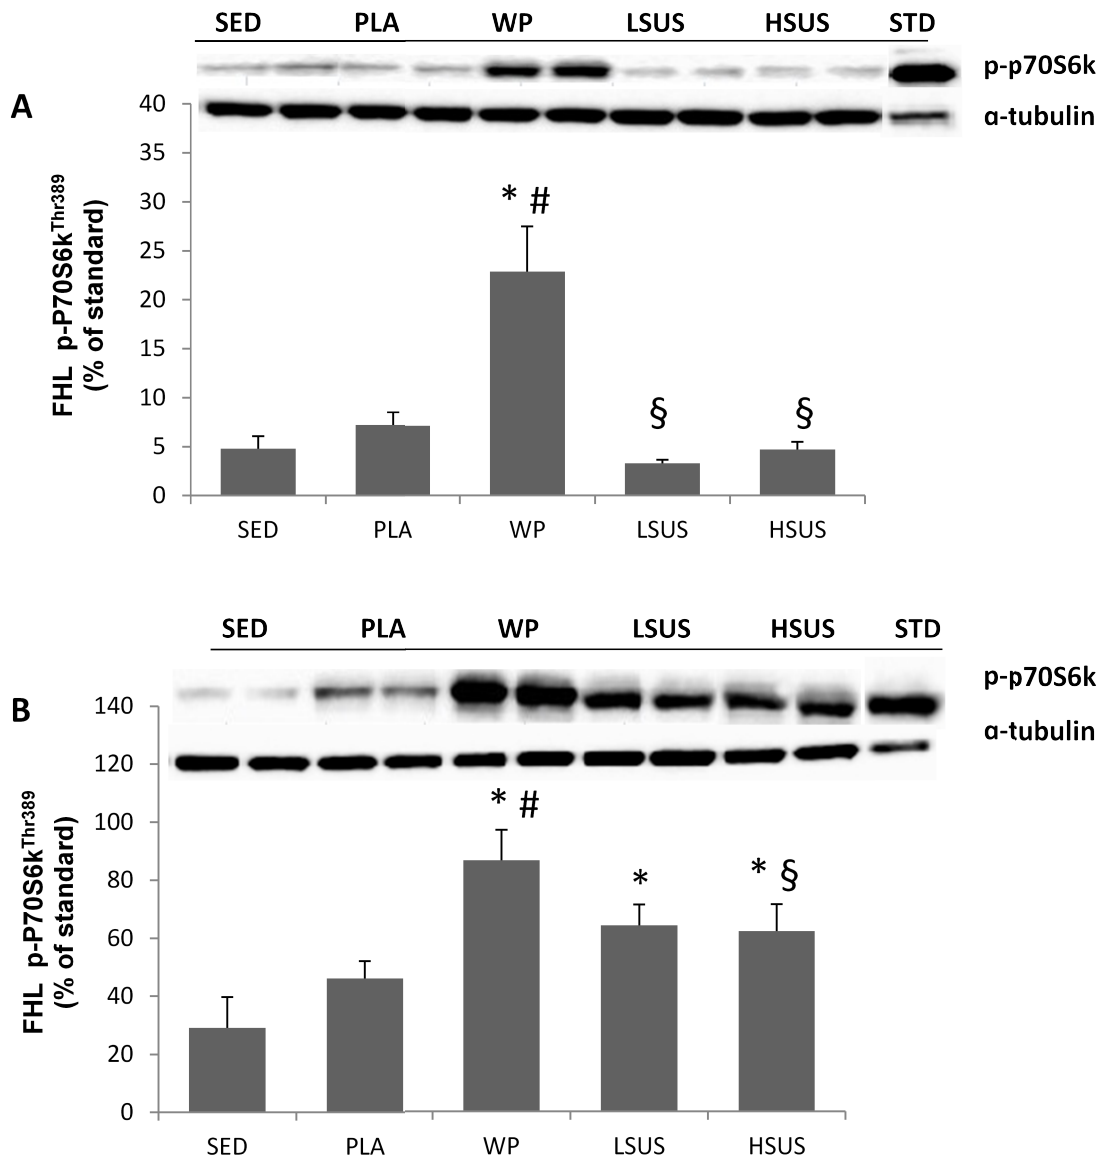 SED PLA WP LSUS HSUS STD
p-p70S6k
A
α-tubulin
40
35
30
25
20
15
10
5
0
FHL p-P70S6kThr389
(% of standard)
* #
§
§
SED PLA WP LSUS HSUS
SED PLA WP LSUS HSUS STD
p-p70S6k
B
α-tubulin
140
120
100
80
60
40
20
0
FHL p-P70S6kThr389
(% of standard)
* #
*
* §
SED PLA WP LSUS HSUS